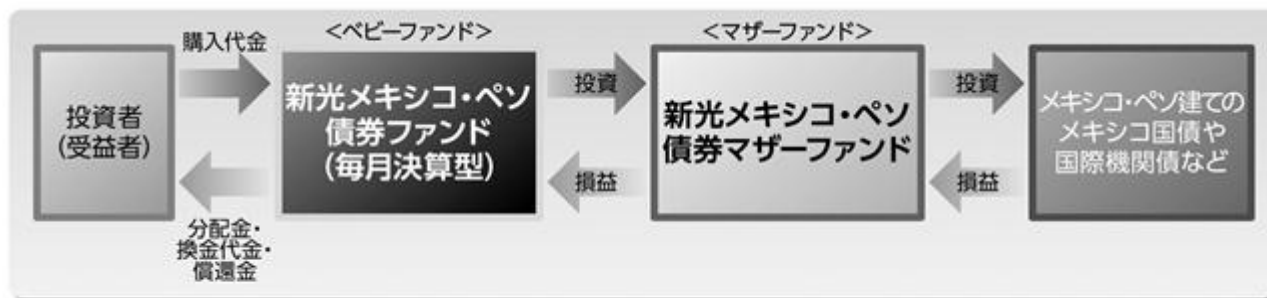 購入代金
投資者
(受益者)
分配金・
換金代金・
償還金
<ベビーファンド>
新光メキシコ・ペソ
債券ファンド
(毎月決算型)
投資
損益
<マザーファンド>
新光メキシコ・ペソ
債券マザーファンド
投資
損益
メキシコ・ペソ建ての
メキシコ国債や
国際機関債など